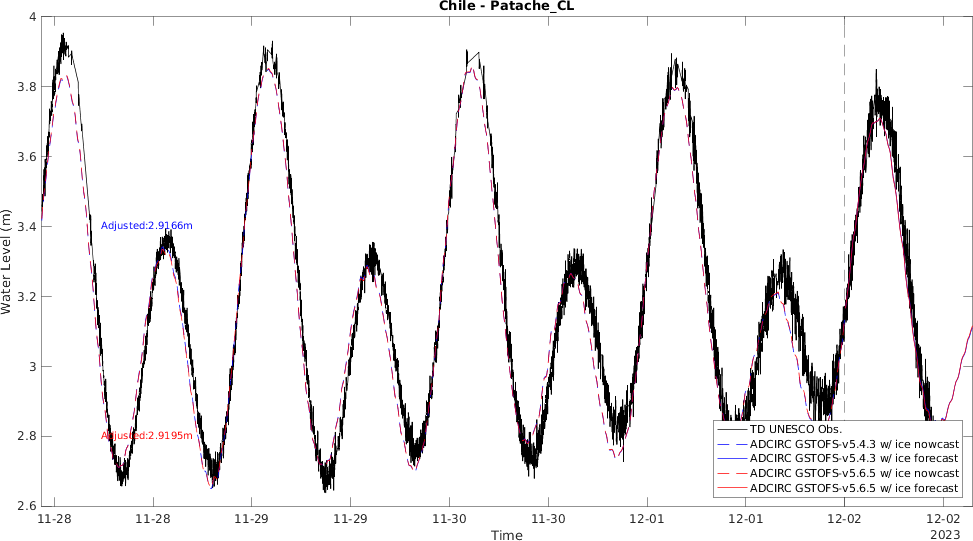 Chile - Patache_CL
Water Level (m)
4
3.8
3.6
3.4
3.2
3
2.8
2.6
Adjusted:2.9166m
Adjusted:2.9195m
TD UNESCO Obs.
ADCIRC GSTOFS-v5.4.3 w/ ice nowcast
ADCIRC GSTOFS-v5.4.3 w/ ice forecast
ADCIRC GSTOFS-v5.6.5 w/ ice nowcast
ADCIRC GSTOFS-v5.6.5 w/ ice forecast
11-28 11-28 11-29 11-29 11-30 11-30 12-01 12-01 12-02 12-02
Time 2023